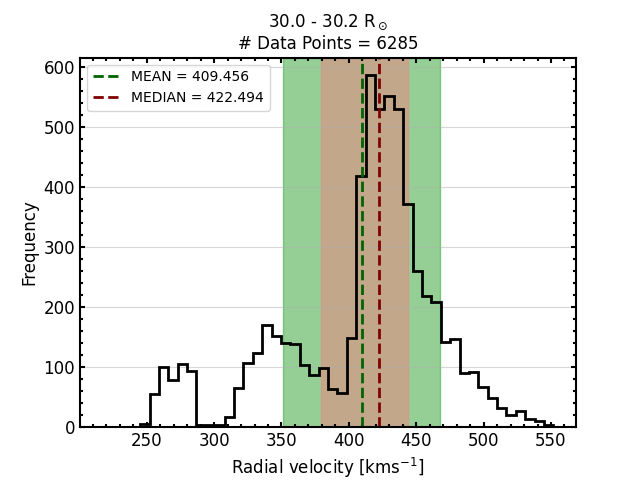 30.0 - 30.2 R⊙
# Data Points = 6285
MEAN = 409.456
MEDIAN = 422.494
600
500
400
300
200
100
0
Frequency
250 300 350 400 450 500 550
Radial velocity [kms⁻¹]